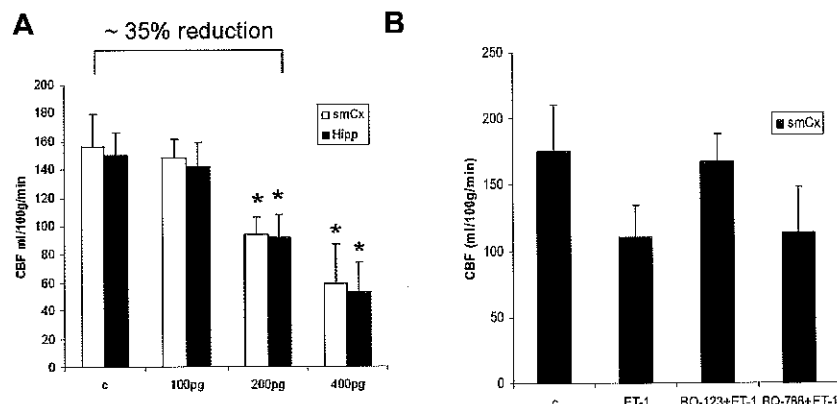 A
~ 35% reduction
CBF ml/100g/min
200
180
160
140
120
100
80
60
40
20
0
smCx
Hipp
* *
* *
c
100pg
200pg
400pg
B
CBF (ml/100g/min)
250
200
150
100
50
0
smCx
c
ET-1
BQ-123+ET-1
BQ-788+ET-1